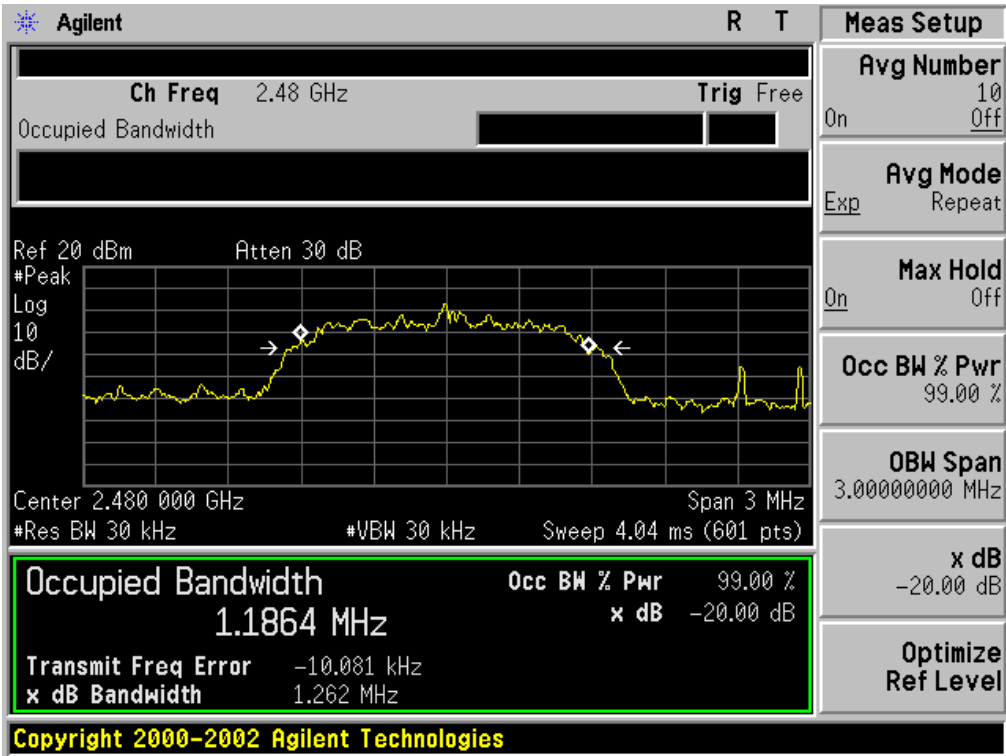 Agilent R T
Ch Freq 2.48 GHz Trig Free
Occupied Bandwidth
Ref 20 dBm Atten 30 dB
#Peak
Log
10
dB/
Center 2.480 000 GHz Span 3 MHz
#Res BW 30 kHz #VBW 30 kHz Sweep 4.04 ms (601 pts)
Occupied Bandwidth Occ BW % Pwr 99.00 %
1.1864 MHz x dB -20.00 dB
Transmit Freq Error -10.081 kHz
x dB Bandwidth 1.262 MHz
Copyright 2000-2002 Agilent Technologies
Meas Setup
Avg Number
10
On Off
Avg Mode
Exp Repeat
Max Hold
On Off
Occ BW % Pwr
99.00 %
OBW Span
3.00000000 MHz
x dB
-20.00 dB
Optimize
Ref Level